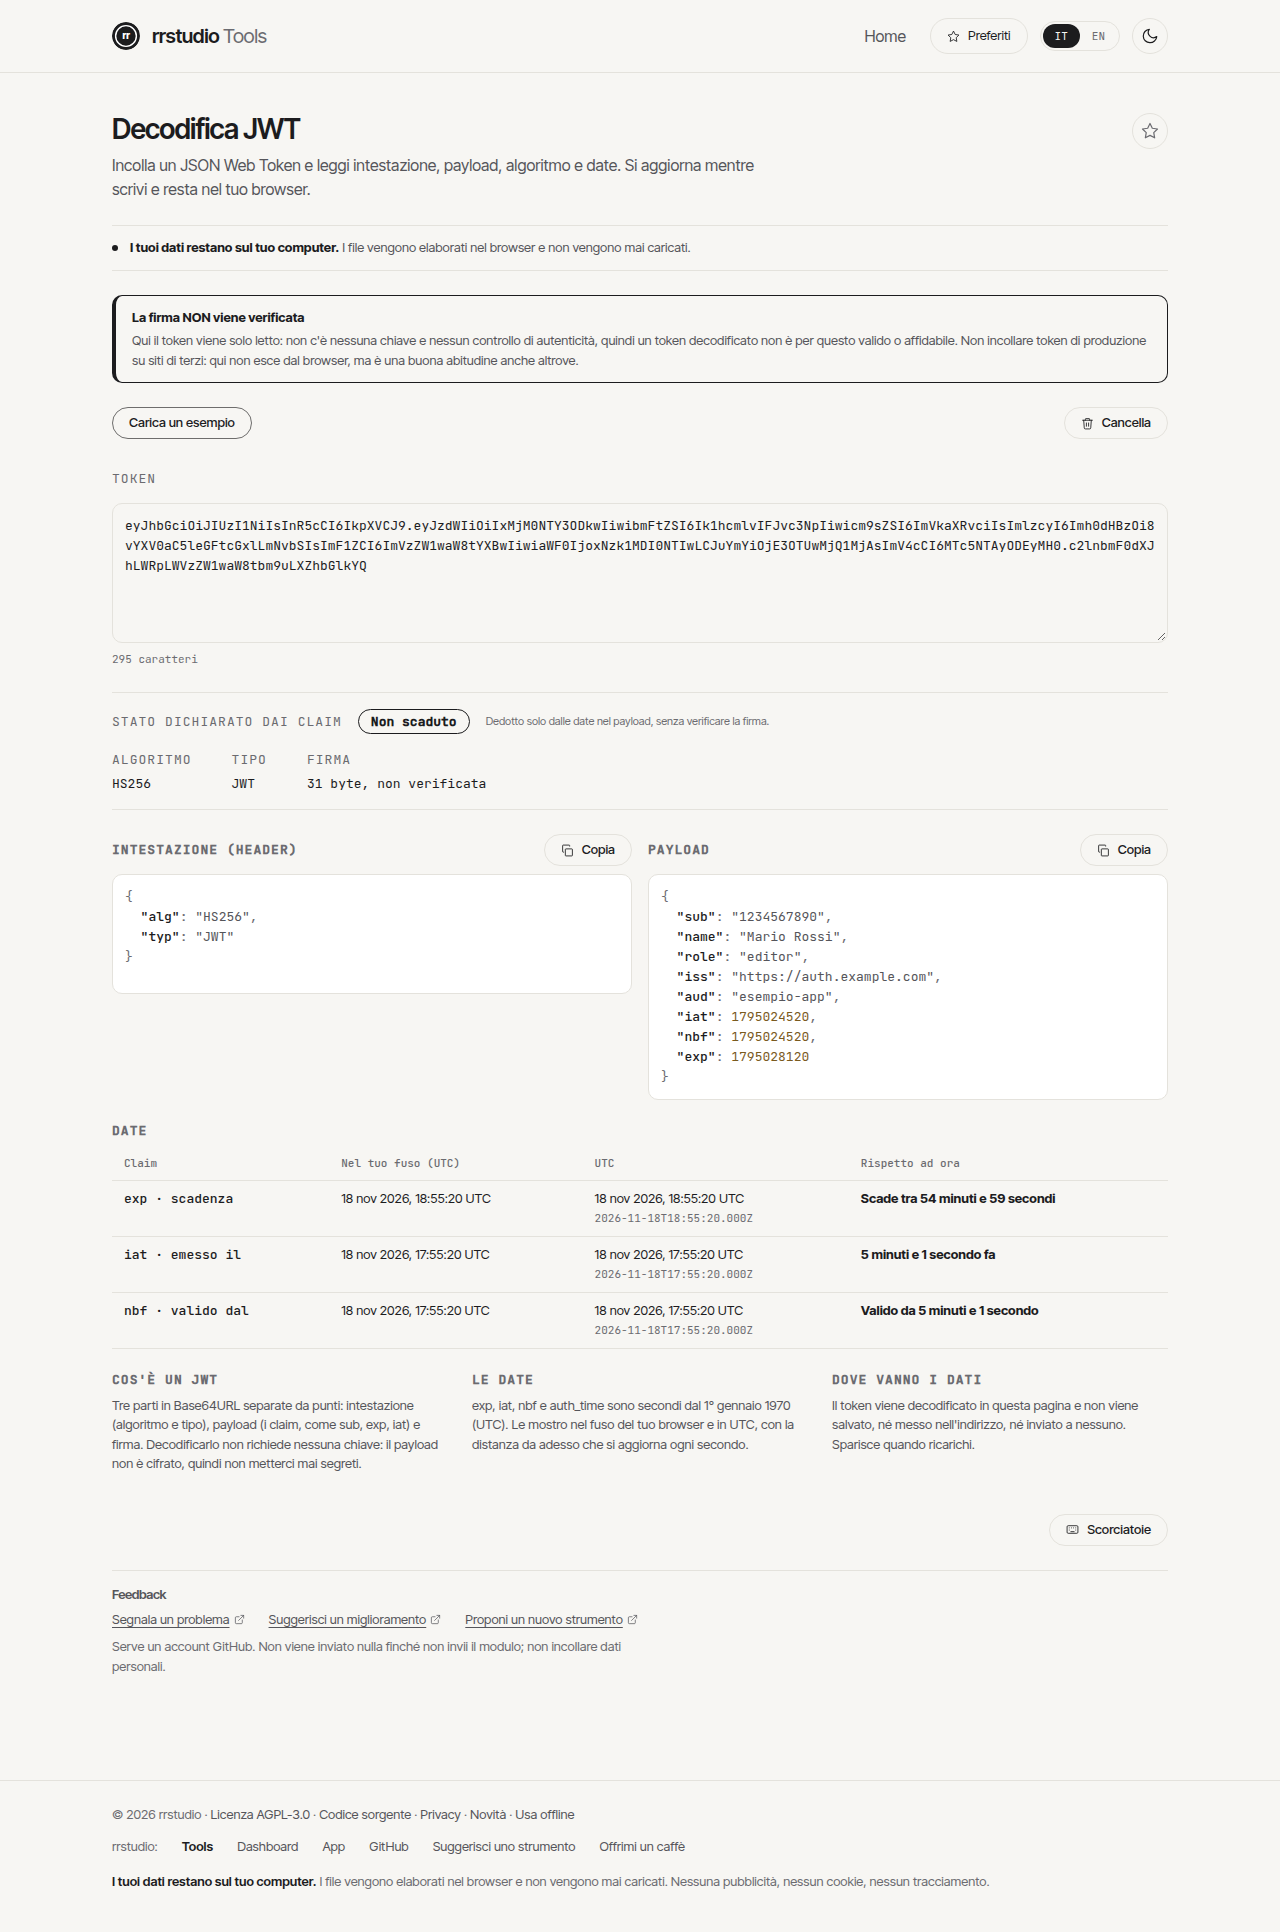 rr rrstudio Tools
Home
Preferiti
IT EN
Decodifica JWT
Incolla un JSON Web Token e leggi intestazione, payload, algoritmo e date. Si aggiorna mentre
scrivi e resta nel tuo browser.
I tuoi dati restano sul tuo computer. I file vengono elaborati nel browser e non vengono mai caricati.
La firma NON viene verificata
Qui il token viene solo letto: non c'è nessuna chiave e nessun controllo di autenticità, quindi un token decodificato non è per questo valido o affidabile. Non incollare token di produzione
su siti di terzi: qui non esce dal browser, ma è una buona abitudine anche altrove.
Carica un esempio
Cancella
TOKEN
eyJhbGciOiJIUzI1NiIsInR5cCI6IkpXVCJ9.eyJzdWIiOiIxMjM0NTY3ODkwIiwibmFtZSI6Ik1hcmlvIFJvc3NpIiwicm9sZSI6ImVkaXRvciIsImlzcyI6Imh0dHBzOi8
vYXV0aC5leGFtcGxlLmNvbSIsImF1ZCI6ImVzZW1waW8tYXBwIiwiaWF0IjoxNzk1MDI0NTIwLCJuYmYiOjE3OTUwMjQ1MjAsImV4cCI6MTc5NTAyODEyMH0.c2lnbmF0dXJ
hLWRpLWVzZW1waW8tbm9uLXZhbGlkYQ
295 caratteri
STATO DICHIARATO DAI CLAIM
Non scaduto
Dedotto solo dalle date nel payload, senza verificare la firma.
ALGORITMO TIPO FIRMA
HS256 JWT 31 byte, non verificata
INTESTAZIONE (HEADER)
Copia
{
"alg": "HS256",
"typ": "JWT"
}
PAYLOAD
Copia
{
"sub": "1234567890",
"name": "Mario Rossi",
"role": "editor",
"iss": "https://auth.example.com",
"aud": "esempio-app",
"iat": 1795024520,
"nbf": 1795024520,
"exp": 1795028120
}
DATE
Claim Nel tuo fuso (UTC) UTC Rispetto ad ora
exp · scadenza 18 nov 2026, 18:55:20 UTC 18 nov 2026, 18:55:20 UTC Scade tra 54 minuti e 59 secondi
2026-11-18T18:55:20.000Z
iat · emesso il 18 nov 2026, 17:55:20 UTC 18 nov 2026, 17:55:20 UTC 5 minuti e 1 secondo fa
2026-11-18T17:55:20.000Z
nbf · valido dal 18 nov 2026, 17:55:20 UTC 18 nov 2026, 17:55:20 UTC Valido da 5 minuti e 1 secondo
2026-11-18T17:55:20.000Z
COS'È UN JWT
Tre parti in Base64URL separate da punti: intestazione
(algoritmo e tipo), payload (i claim, come sub, exp, iat) e
firma. Decodificarlo non richiede nessuna chiave: il payload
non è cifrato, quindi non metterci mai segreti.
LE DATE
exp, iat, nbf e auth_time sono secondi dal 1° gennaio 1970
(UTC). Le mostro nel fuso del tuo browser e in UTC, con la
distanza da adesso che si aggiorna ogni secondo.
DOVE VANNO I DATI
Il token viene decodificato in questa pagina e non viene
salvato, né messo nell'indirizzo, né inviato a nessuno.
Sparisce quando ricarichi.
Scorciatoie
Feedback
Segnala un problema Suggerisci un miglioramento Proponi un nuovo strumento
Serve un account GitHub. Non viene inviato nulla finché non invii il modulo; non incollare dati
personali.
© 2026 rrstudio · Licenza AGPL-3.0 · Codice sorgente · Privacy · Novità · Usa offline
rrstudio: Tools Dashboard App GitHub Suggerisci uno strumento Offrimi un caffè
I tuoi dati restano sul tuo computer. I file vengono elaborati nel browser e non vengono mai caricati. Nessuna pubblicità, nessun cookie, nessun tracciamento.